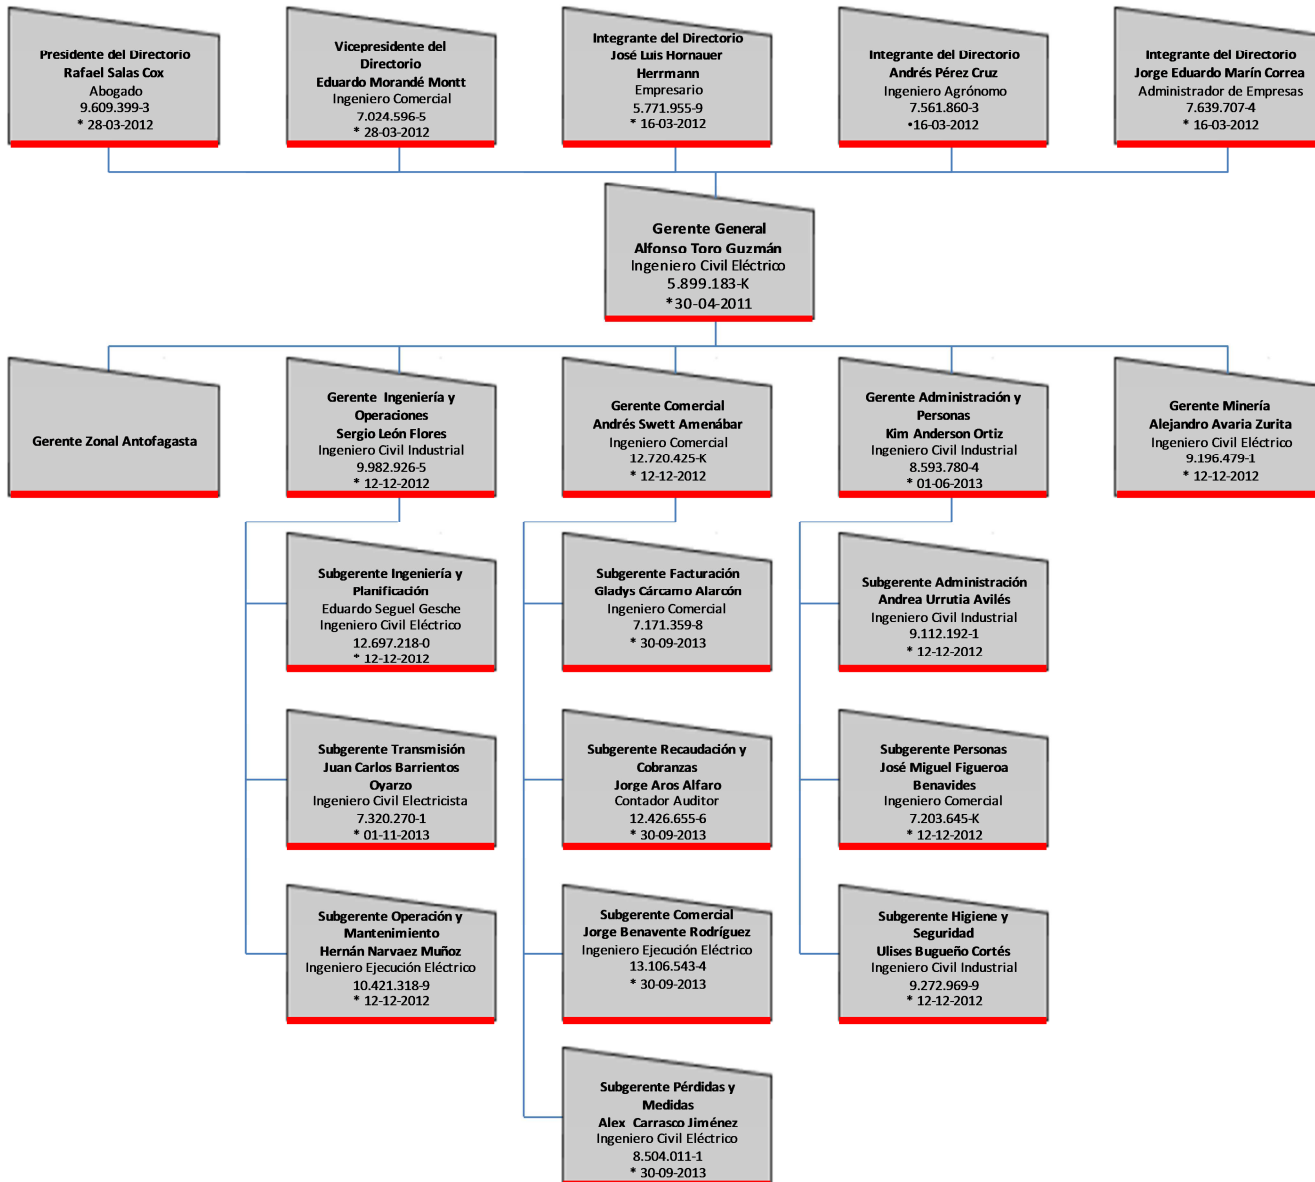 Presidente del Directorio
Rafael Salas Cox
Abogado
9.609.399-3
* 28-03-2012
Vicepresidente del
Directorio
Eduardo Morandé Montt
Ingeniero Comercial
7.024.596-5
* 28-03-2012
Integrante del Directorio
José Luis Hornauer
Herrmann
Empresario
5.771.955-9
* 16-03-2012
Integrante del Directorio
Andrés Pérez Cruz
Ingeniero Agrónomo
7.561.860-3
•16-03-2012
Integrante del Directorio
Jorge Eduardo Marín Correa
Administrador de Empresas
7.639.707-4
* 16-03-2012
Gerente General
Alfonso Toro Guzmán
Ingeniero Civil Eléctrico
5.899.183-K
*30-04-2011
Gerente Zonal Antofagasta
Gerente Ingeniería y
Operaciones
Sergio León Flores
Ingeniero Civil Industrial
9.982.926-5
* 12-12-2012
Gerente Comercial
Andrés Swett Amenábar
Ingeniero Comercial
12.720.425-K
* 12-12-2012
Gerente Administración y
Personas
Kim Anderson Ortiz
Ingeniero Civil Industrial
8.593.780-4
* 01-06-2013
Gerente Minería
Alejandro Avaria Zurita
Ingeniero Civil Eléctrico
9.196.479-1
* 12-12-2012
Subgerente Ingeniería y
Planificación
Eduardo Seguel Gesche
Ingeniero Civil Eléctrico
12.697.218-0
* 12-12-2012
Subgerente Facturación
Gladys Cárcamo Alarcón
Ingeniero Comercial
7.171.359-8
* 30-09-2013
Subgerente Administración
Andrea Urrutia Avilés
Ingeniero Civil Industrial
9.112.192-1
* 12-12-2012
Subgerente Transmisión
Juan Carlos Barrientos
Oyarzo
Ingeniero Civil Electricista
7.320.270-1
* 01-11-2013
Subgerente Recaudación y
Cobranzas
Jorge Aros Alfaro
Contador Auditor
12.426.655-6
* 30-09-2013
Subgerente Personas
José Miguel Figueroa
Benavides
Ingeniero Comercial
7.203.645-K
* 12-12-2012
Subgerente Operación y
Mantenimiento
Hernán Narvaez Muñoz
Ingeniero Ejecución Eléctrico
10.421.318-9
* 12-12-2012
Subgerente Comercial
Jorge Benavente Rodríguez
Ingeniero Ejecución Eléctrico
13.106.543-4
* 30-09-2013
Subgerente Higiene y
Seguridad
Ulises Bugueño Cortés
Ingeniero Civil Industrial
9.272.969-9
* 12-12-2012
Subgerente Pérdidas y
Medidas
Alex Carrasco Jiménez
Ingeniero Civil Eléctrico
8.504.011-1
* 30-09-2013